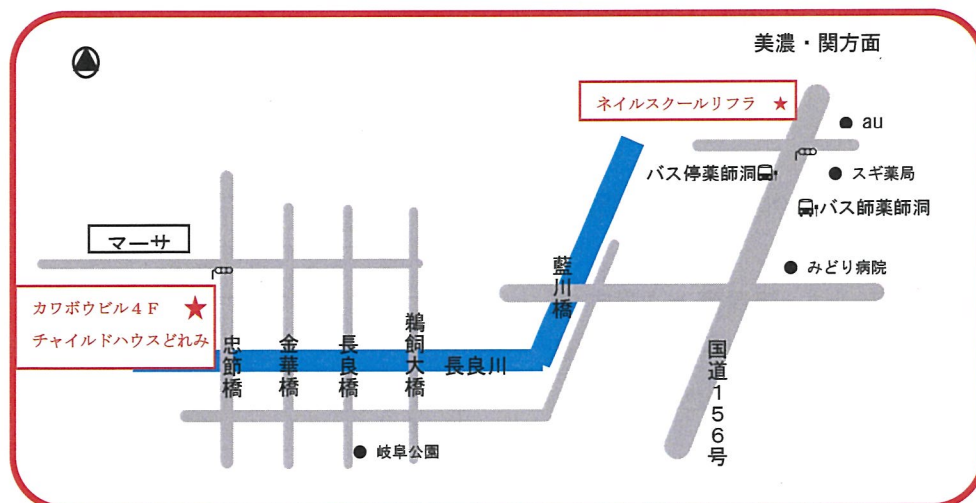 美濃・関方面
ネイルスクールリフラ ★
au
バス停薬師洞
スギ薬局
バス師薬師洞
マーサ
藍川橋
みどり病院
カワボウビル4F ★
チャイルドハウスどれみ
忠節橋
金華橋
長良橋
鵜飼大橋
長良川
国道156号
岐阜公園